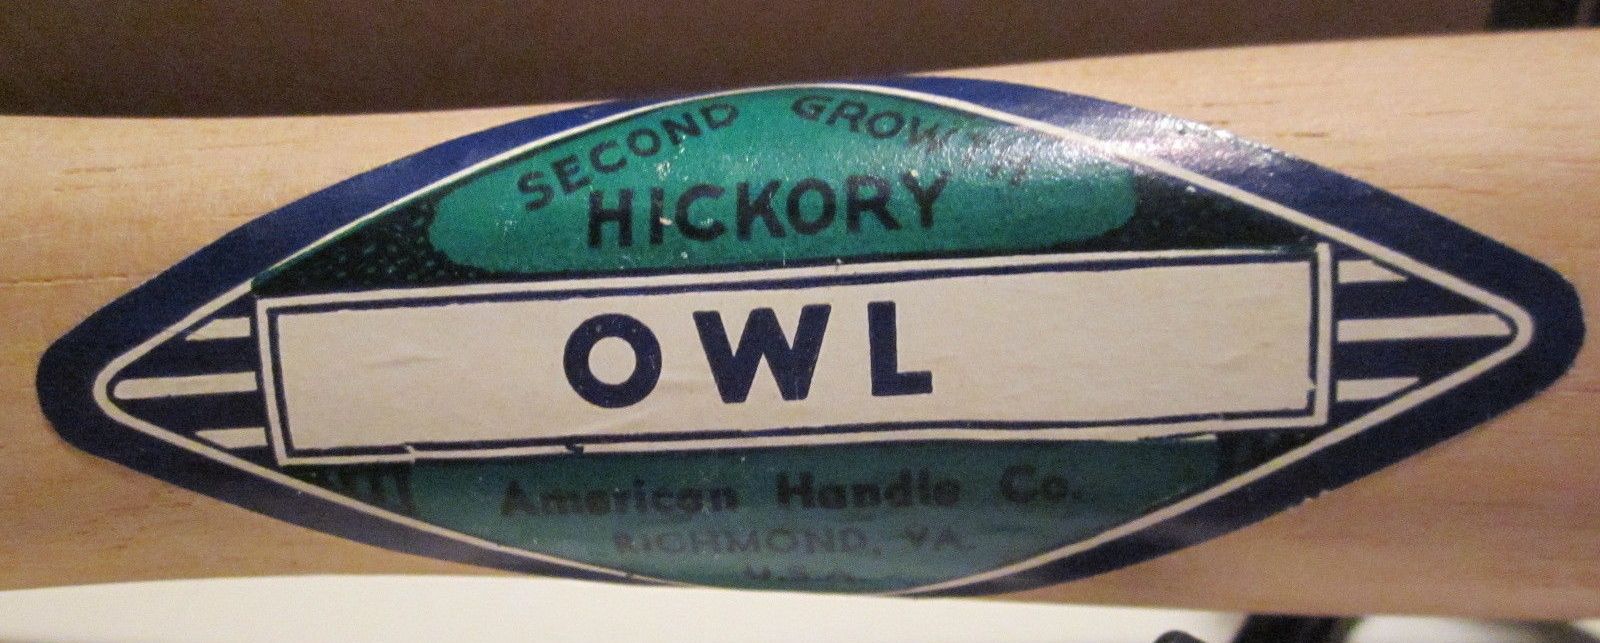 SECOND GROWTH
HICKORY
OWL
American Handle Co.
RICHMOND, VA.
U.S.A.